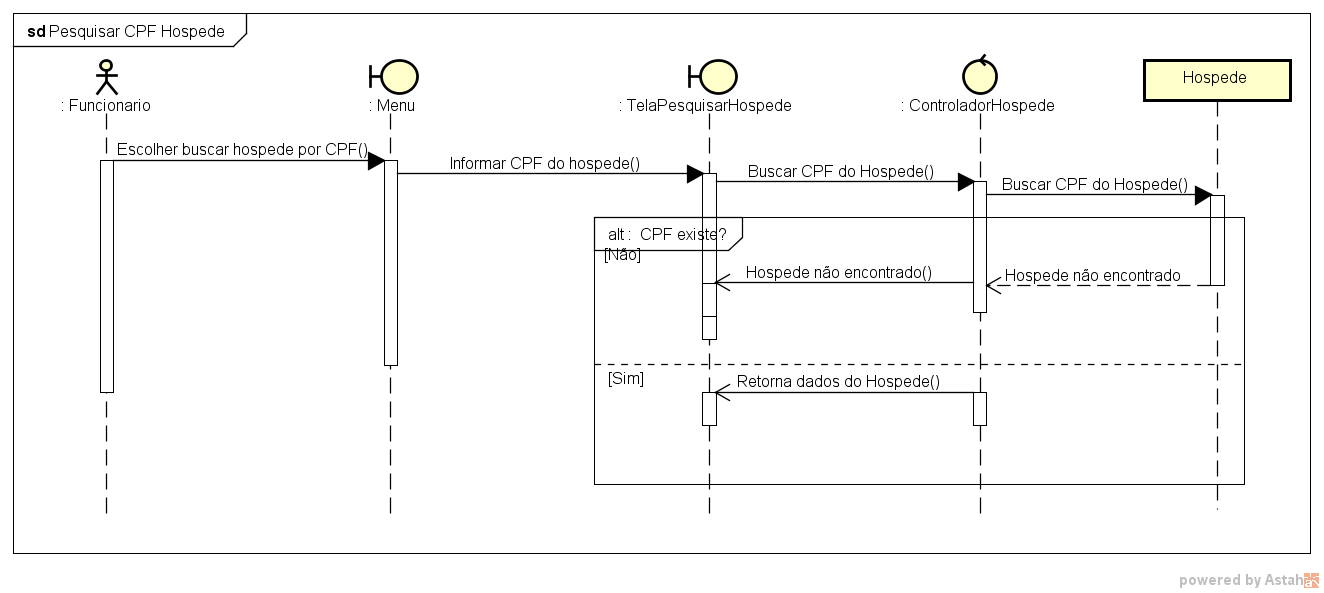 sd Pesquisar CPF Hospede
: Funcionario
: Menu
: TelaPesquisarHospede
: ControladorHospede
Hospede
Escolher buscar hospede por CPF()
Informar CPF do hospede()
Buscar CPF do Hospede()
Buscar CPF do Hospede()
alt : CPF existe?
[Não]
Hospede não encontrado()
Hospede não encontrado
[Sim]
Retorna dados do Hospede()
powered by Astah